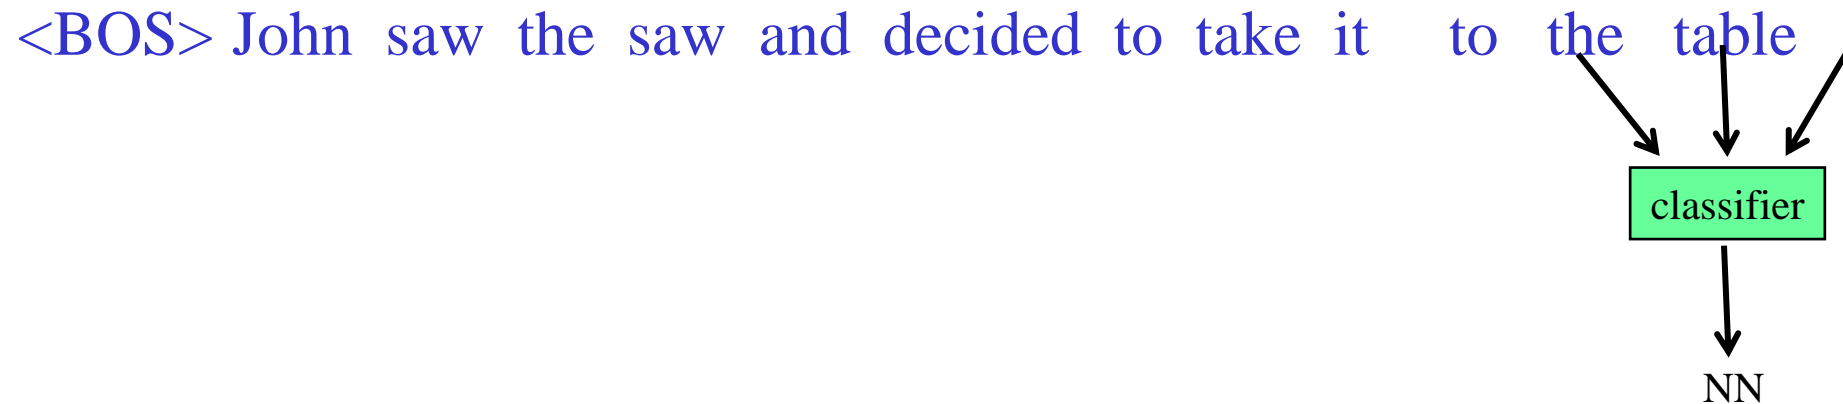 <BOS> John saw the saw and decided to take it to the table
classifier
NN